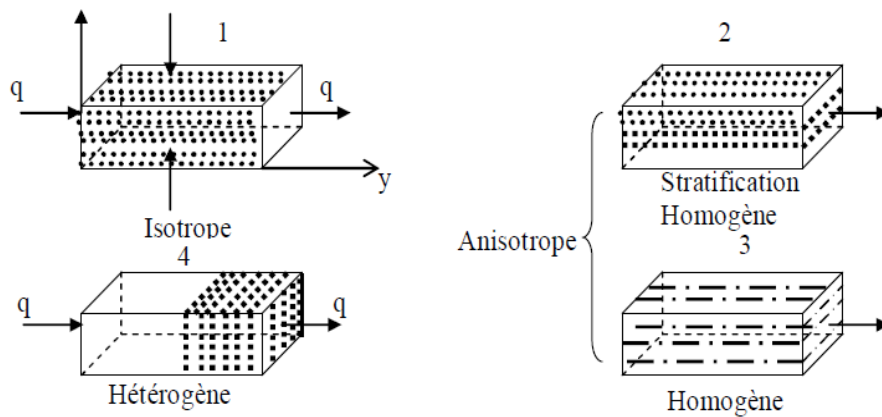 1
q
q
y
Isotrope
2
Stratification
Homogène
Anisotrope
4
q
q
Hétérogène
3
Homogène